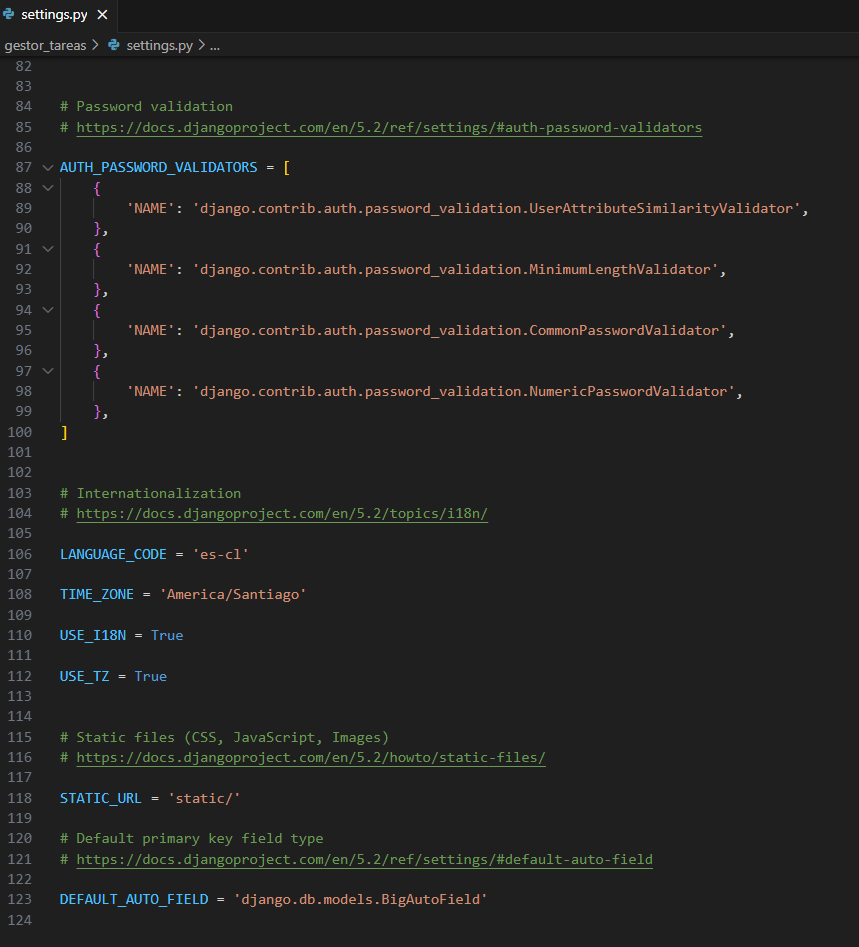 settings.py
gestor_tareas > settings.py > ...
82
83
84 # Password validation
85 # https://docs.djangoproject.com/en/5.2/ref/settings/#auth-password-validators
86
87 AUTH_PASSWORD_VALIDATORS = [
88     {
89         'NAME': 'django.contrib.auth.password_validation.UserAttributeSimilarityValidator',
90     },
91     {
92         'NAME': 'django.contrib.auth.password_validation.MinimumLengthValidator',
93     },
94     {
95         'NAME': 'django.contrib.auth.password_validation.CommonPasswordValidator',
96     },
97     {
98         'NAME': 'django.contrib.auth.password_validation.NumericPasswordValidator',
99     },
100 ]
101
102
103 # Internationalization
104 # https://docs.djangoproject.com/en/5.2/topics/i18n/
105
106 LANGUAGE_CODE = 'es-cl'
107
108 TIME_ZONE = 'America/Santiago'
109
110 USE_I18N = True
111
112 USE_TZ = True
113
114
115 # Static files (CSS, JavaScript, Images)
116 # https://docs.djangoproject.com/en/5.2/howto/static-files/
117
118 STATIC_URL = 'static/'
119
120 # Default primary key field type
121 # https://docs.djangoproject.com/en/5.2/ref/settings/#default-auto-field
122
123 DEFAULT_AUTO_FIELD = 'django.db.models.BigAutoField'
124